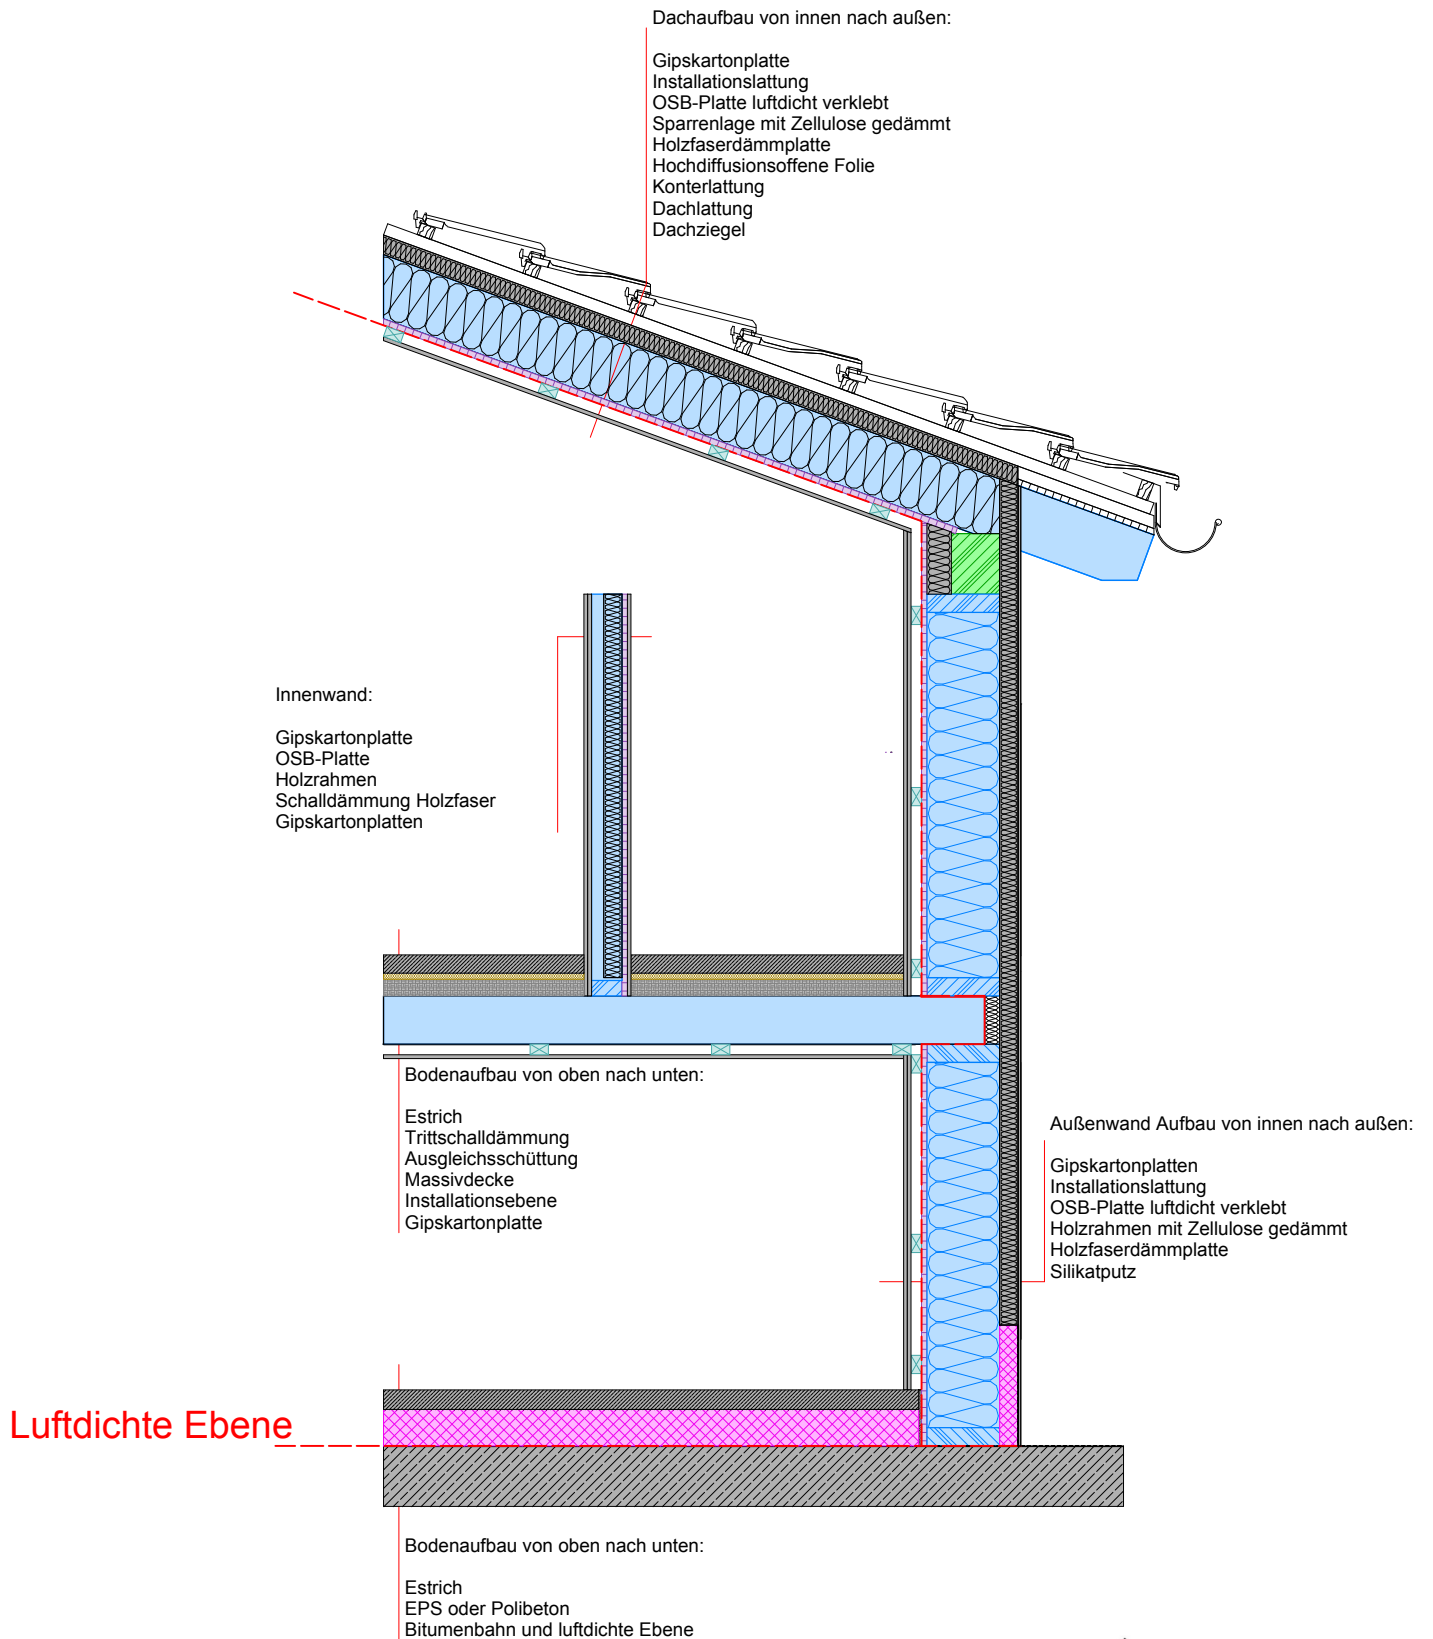 Dachaufbau von innen nach außen:
Gipskartonplatte
Installationslattung
OSB-Platte luftdicht verklebt
Sparrenlage mit Zellulose gedämmt
Holzfaserdämmplatte
Hochdiffusionsoffene Folie
Konterlattung
Dachlattung
Dachziegel
Innenwand:
Gipskartonplatte
OSB-Platte
Holzrahmen
Schalldämmung Holzfaser
Gipskartonplatten
Bodenaufbau von oben nach unten:
Estrich
Trittschalldämmung
Ausgleichsschüttung
Massivdecke
Installationsebene
Gipskartonplatte
Außenwand Aufbau von innen nach außen:
Gipskartonplatten
Installationslattung
OSB-Platte luftdicht verklebt
Holzrahmen mit Zellulose gedämmt
Holzfaserdämmplatte
Silikatputz
Luftdichte Ebene
Bodenaufbau von oben nach unten:
Estrich
EPS oder Polibeton
Bitumenbahn und luftdichte Ebene